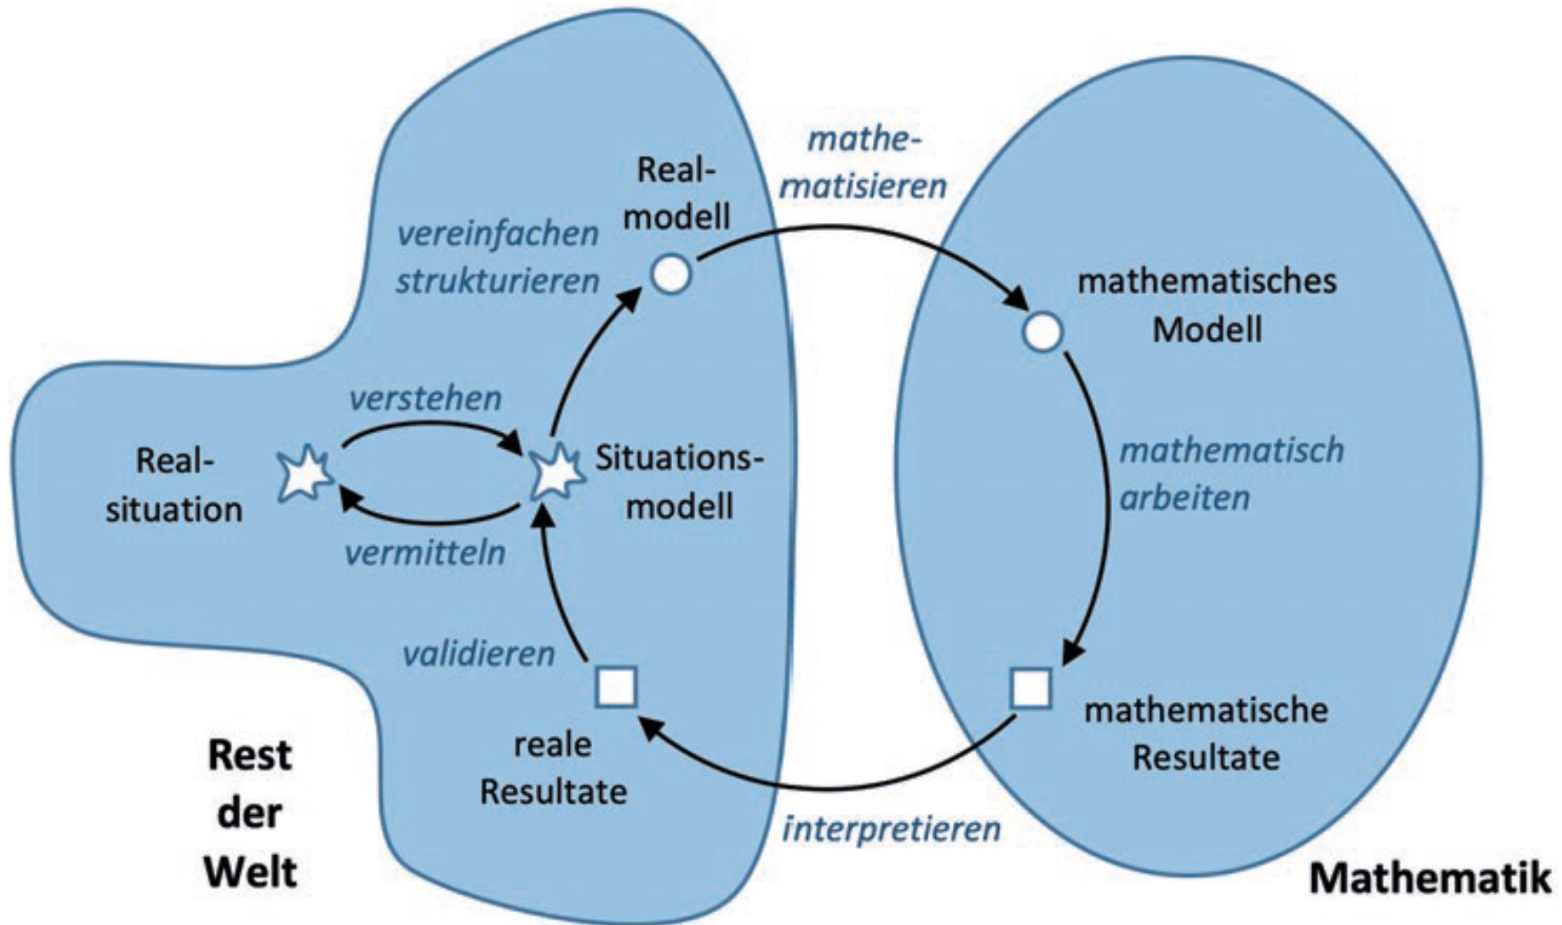 mathe-
matisieren
Real-
modell
vereinfachen
strukturieren
mathematisches
Modell
verstehen
Real-
situation
Situations-
modell
mathematisch
arbeiten
vermitteln
validieren
mathematische
Resultate
reale
Resultate
interpretieren
Rest
der
Welt
Mathematik